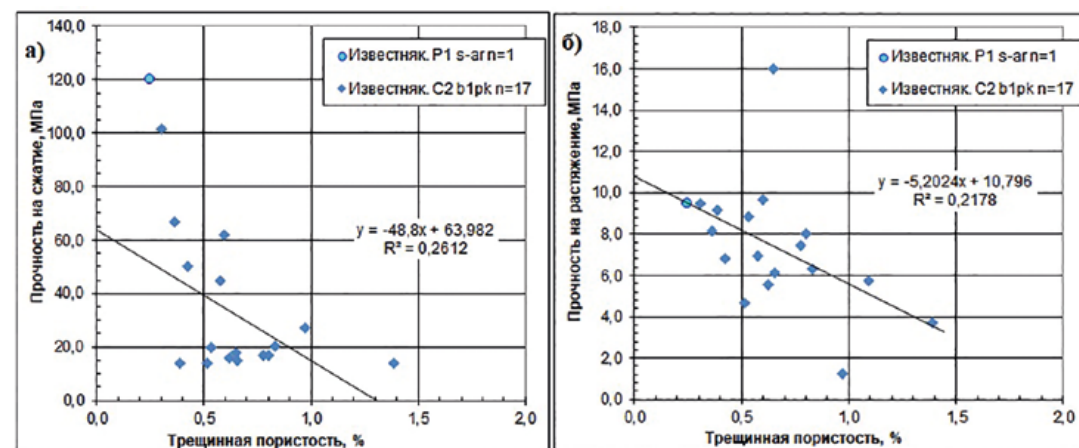 а)
140,0
120,0
100,0
80,0
60,0
40,0
20,0
0,0
Прочность на сжатие, МПа
Известняк. P1 s-ar n=1
Известняк. C2 b1pk n=17
y = -48,8x + 63,982
R² = 0,2612
0,0 0,5 1,0 1,5 2,0
Трещинная пористость, %
б)
18,0
16,0
14,0
12,0
10,0
8,0
6,0
4,0
2,0
0,0
Прочность на растяжение, МПа
Известняк. P1 s-ar n=1
Известняк. C2 b1pk n=17
y = -5,2024x + 10,796
R² = 0,2178
0,0 0,5 1,0 1,5 2,0
Трещинная пористость, %